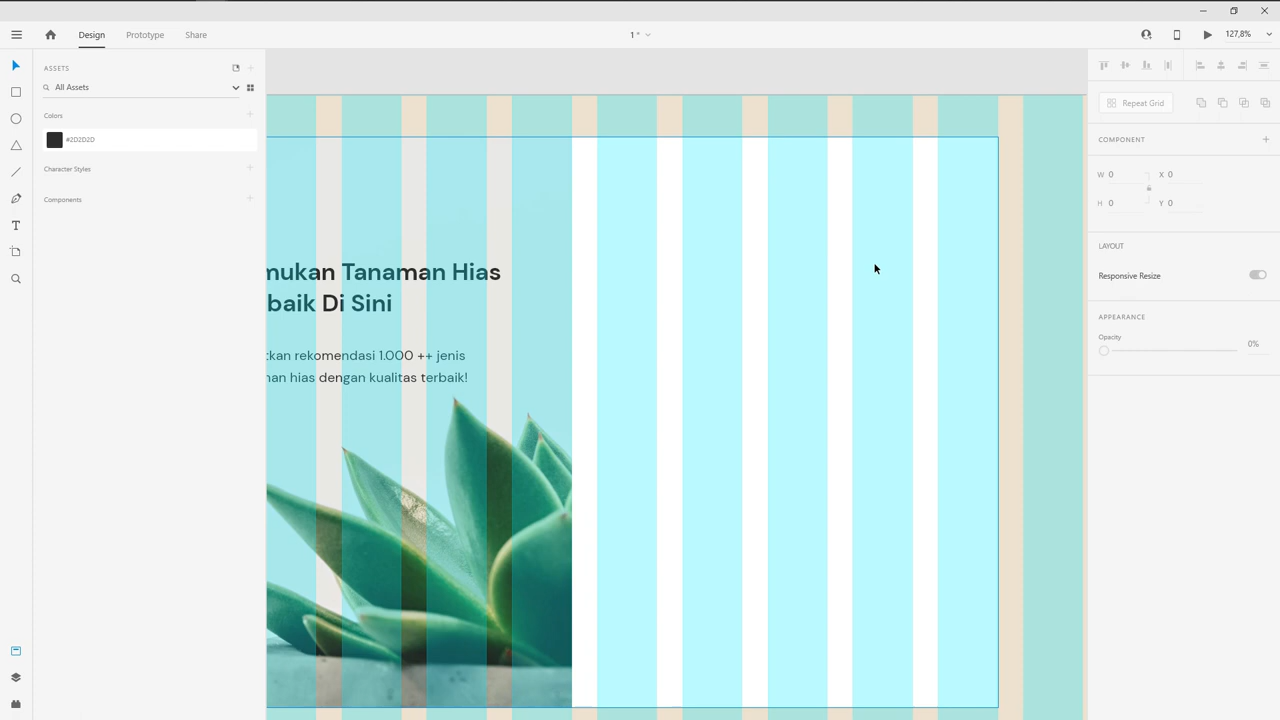 Design
Prototype
Share
1 *
127,8%
ASSETS
All Assets
Colors
#2D2D2D
Character Styles
Components
mukan Tanaman Hias
baik Di Sini
tkan rekomendasi 1.000 ++ jenis
nan hias dengan kualitas terbaik!
Repeat Grid
COMPONENT
W 0
X 0
H 0
Y 0
LAYOUT
Responsive Resize
APPEARANCE
Opacity
0%